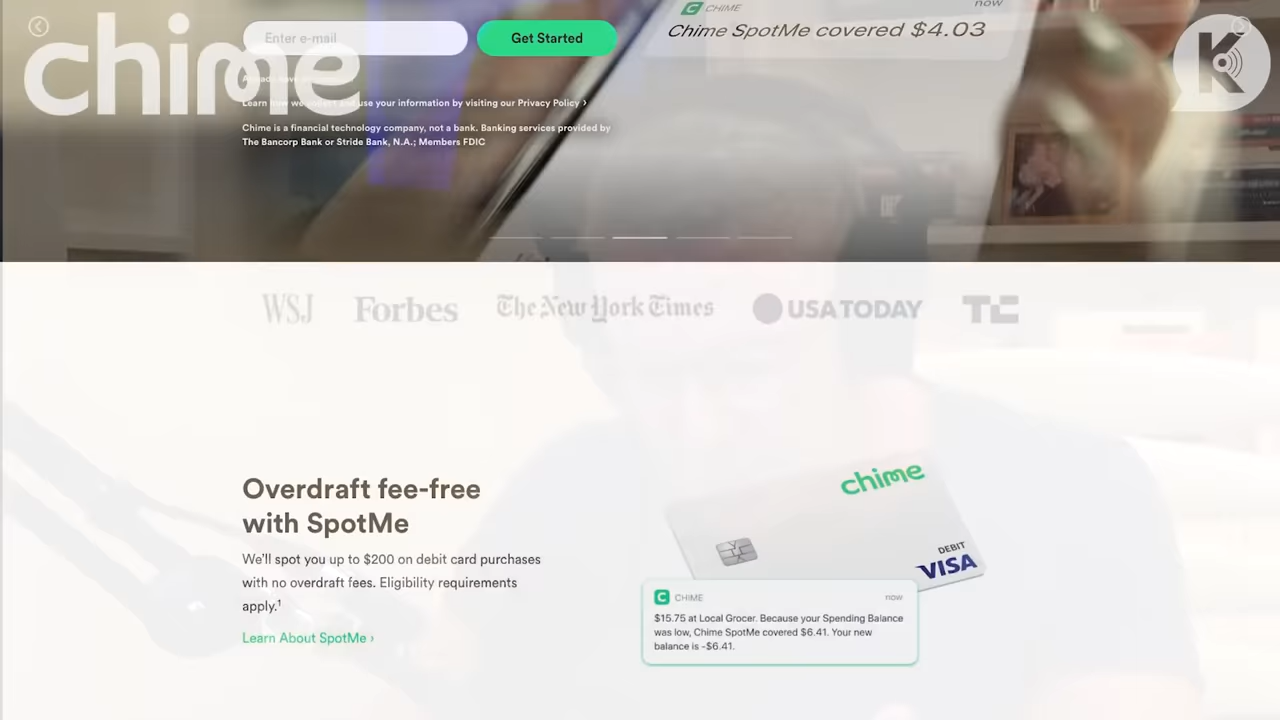 chime
Enter e-mail
Get Started
Learn how we collect and use your information by visiting our Privacy Policy ›
Chime is a financial technology company, not a bank. Banking services provided by
The Bancorp Bank or Stride Bank, N.A.; Members FDIC
CHIME
now
Chime SpotMe covered $4.03
K
WSJ
Forbes
The New York Times
USA TODAY
TC
Overdraft fee-free
with SpotMe
We'll spot you up to $200 on debit card purchases
with no overdraft fees. Eligibility requirements
apply.¹
Learn About SpotMe ›
chime
DEBIT
VISA
CHIME
now
$15.75 at Local Grocer. Because your Spending Balance
was low, Chime SpotMe covered $6.41. Your new
balance is -$6.41.